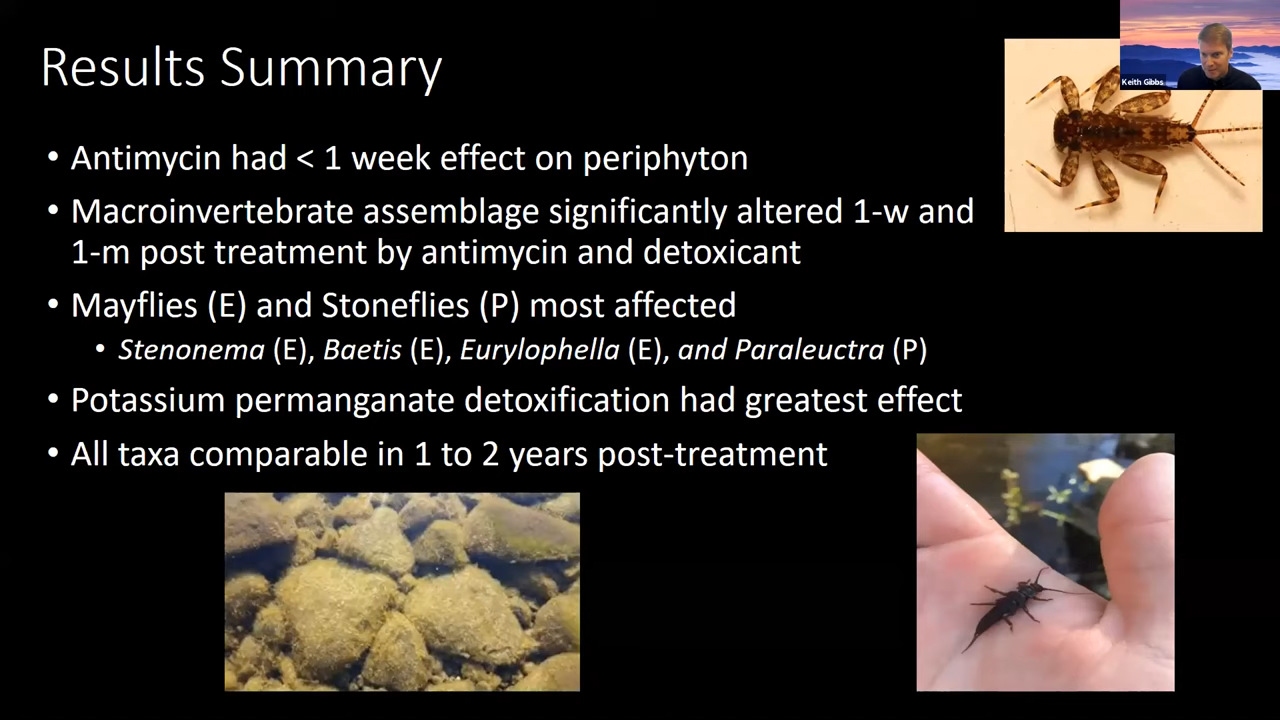 Results Summary
Keith Gibbs
• Antimycin had < 1 week effect on periphyton
• Macroinvertebrate assemblage significantly altered 1-w and
1-m post treatment by antimycin and detoxicant
• Mayflies (E) and Stoneflies (P) most affected
• Stenonema (E), Baetis (E), Eurylophella (E), and Paraleuctra (P)
• Potassium permanganate detoxification had greatest effect
• All taxa comparable in 1 to 2 years post-treatment